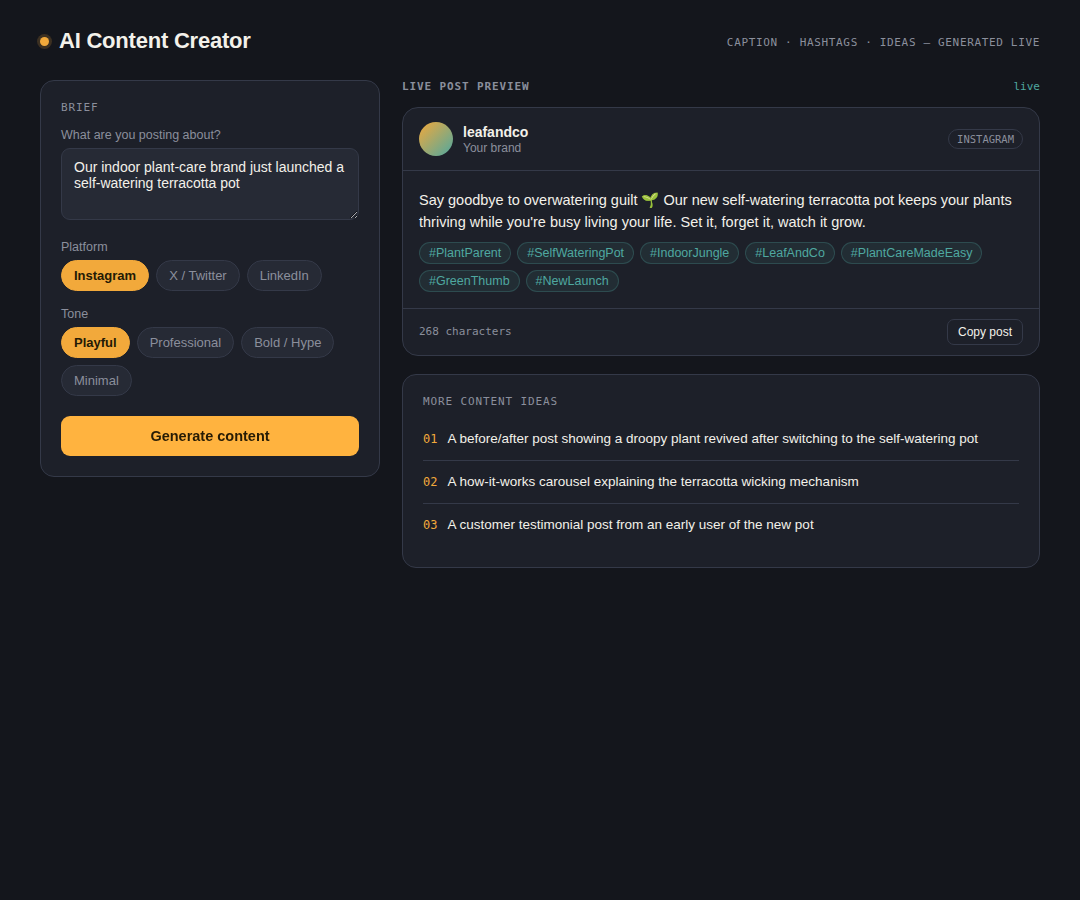 AI Content Creator
CAPTION · HASHTAGS · IDEAS — GENERATED LIVE
BRIEF
What are you posting about?
Our indoor plant-care brand just launched a
self-watering terracotta pot
Platform
Instagram X / Twitter LinkedIn
Tone
Playful Professional Bold / Hype
Minimal
Generate content
LIVE POST PREVIEW
live
leafandco
Your brand
INSTAGRAM
Say goodbye to overwatering guilt 🌱 Our new self-watering terracotta pot keeps your plants
thriving while you're busy living your life. Set it, forget it, watch it grow.
#PlantParent #SelfWateringPot #IndoorJungle #LeafAndCo #PlantCareMadeEasy
#GreenThumb #NewLaunch
268 characters
Copy post
MORE CONTENT IDEAS
01 A before/after post showing a droopy plant revived after switching to the self-watering pot
02 A how-it-works carousel explaining the terracotta wicking mechanism
03 A customer testimonial post from an early user of the new pot